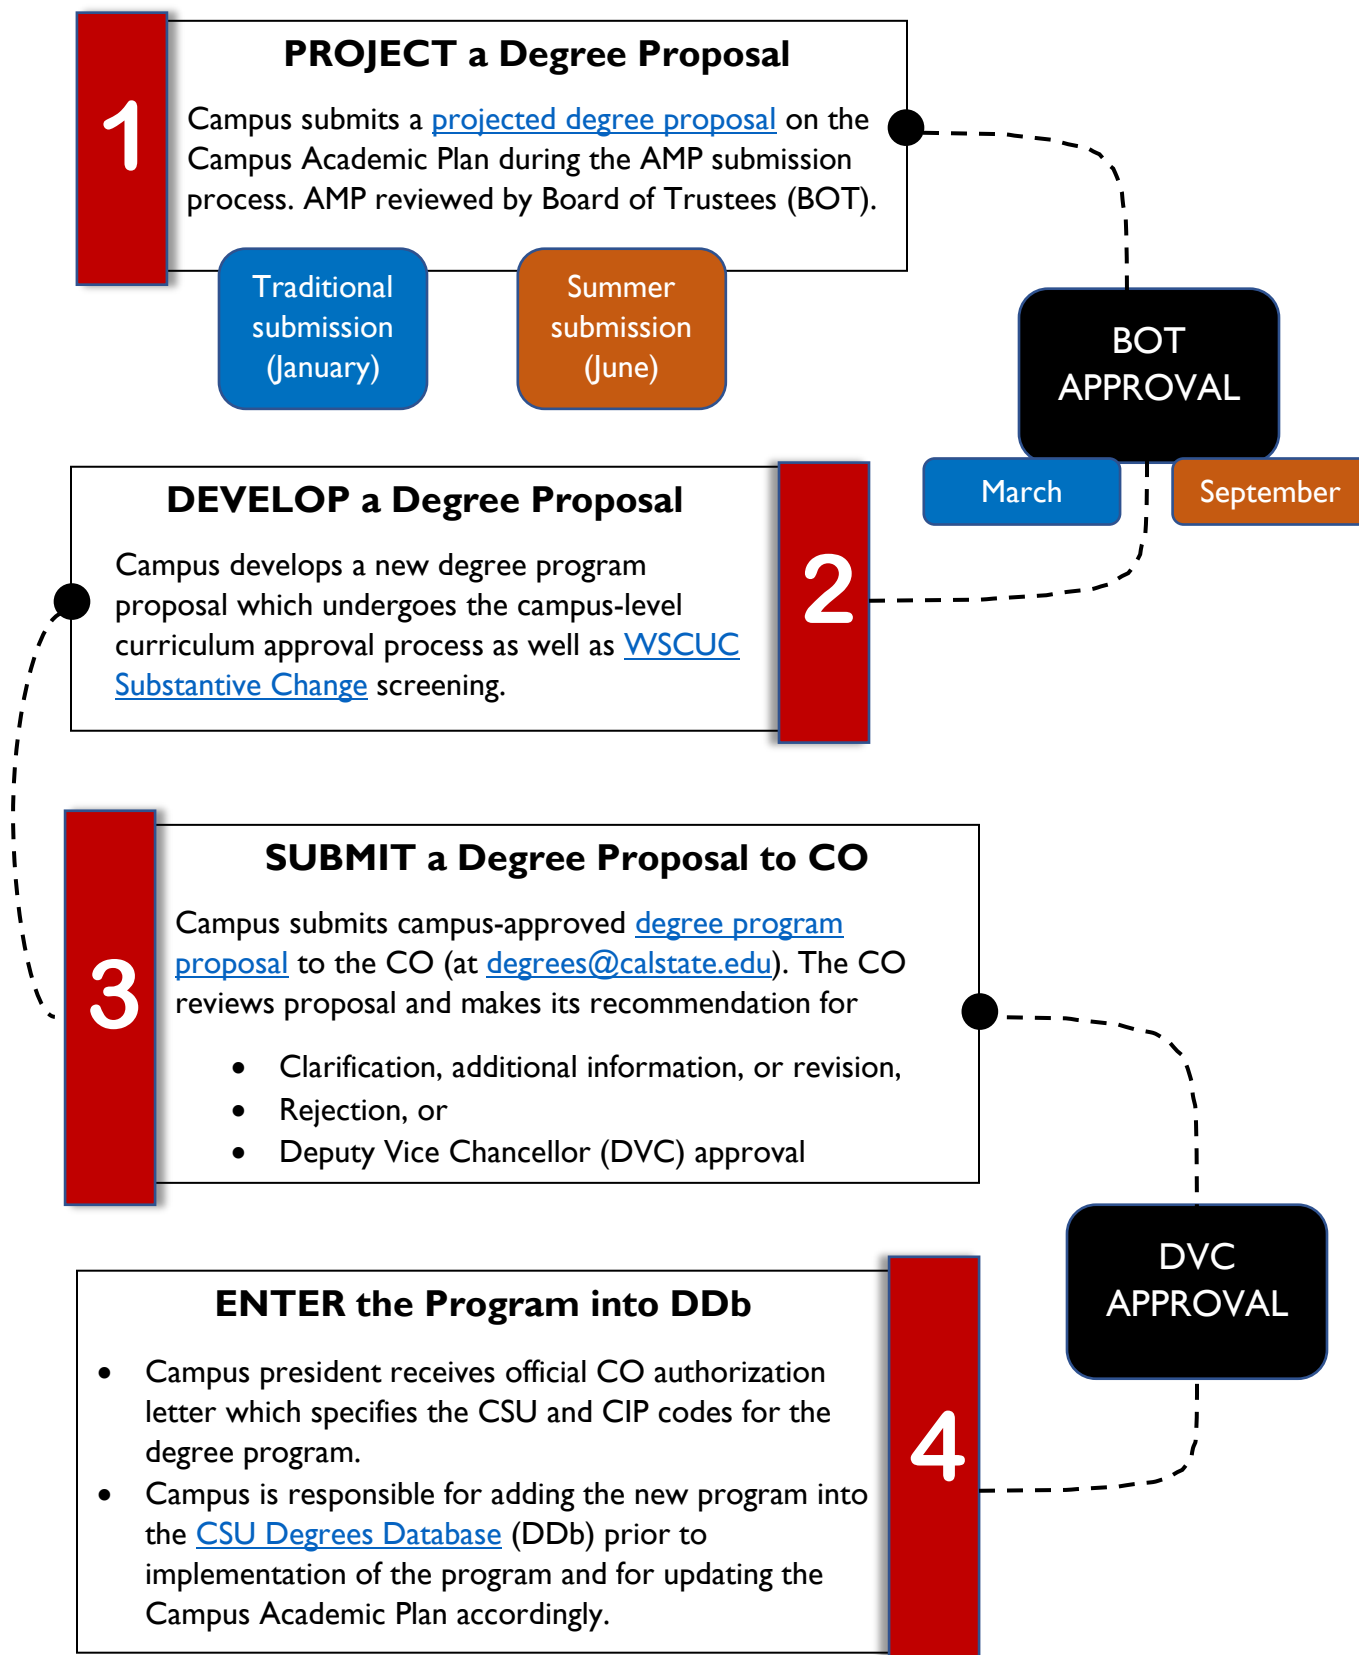 1
PROJECT a Degree Proposal
Campus submits a projected degree proposal on the
Campus Academic Plan during the AMP submission
process. AMP reviewed by Board of Trustees (BOT).
Traditional
submission
(January)
Summer
submission
(June)
BOT
APPROVAL
March
September
2
DEVELOP a Degree Proposal
Campus develops a new degree program
proposal which undergoes the campus-level
curriculum approval process as well as WSCUC
Substantive Change screening.
3
SUBMIT a Degree Proposal to CO
Campus submits campus-approved degree program
proposal to the CO (at degrees@calstate.edu). The CO
reviews proposal and makes its recommendation for
• Clarification, additional information, or revision,
• Rejection, or
• Deputy Vice Chancellor (DVC) approval
DVC
APPROVAL
4
ENTER the Program into DDb
• Campus president receives official CO authorization
letter which specifies the CSU and CIP codes for the
degree program.
• Campus is responsible for adding the new program into
the CSU Degrees Database (DDb) prior to
implementation of the program and for updating the
Campus Academic Plan accordingly.